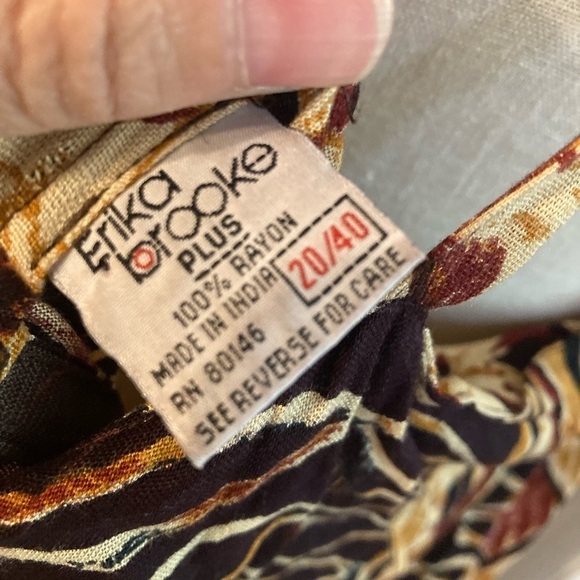 Erika
brooke
PLUS
100% RAYON
MADE IN INDIA
20/40
RN 80146
SEE REVERSE FOR CARE